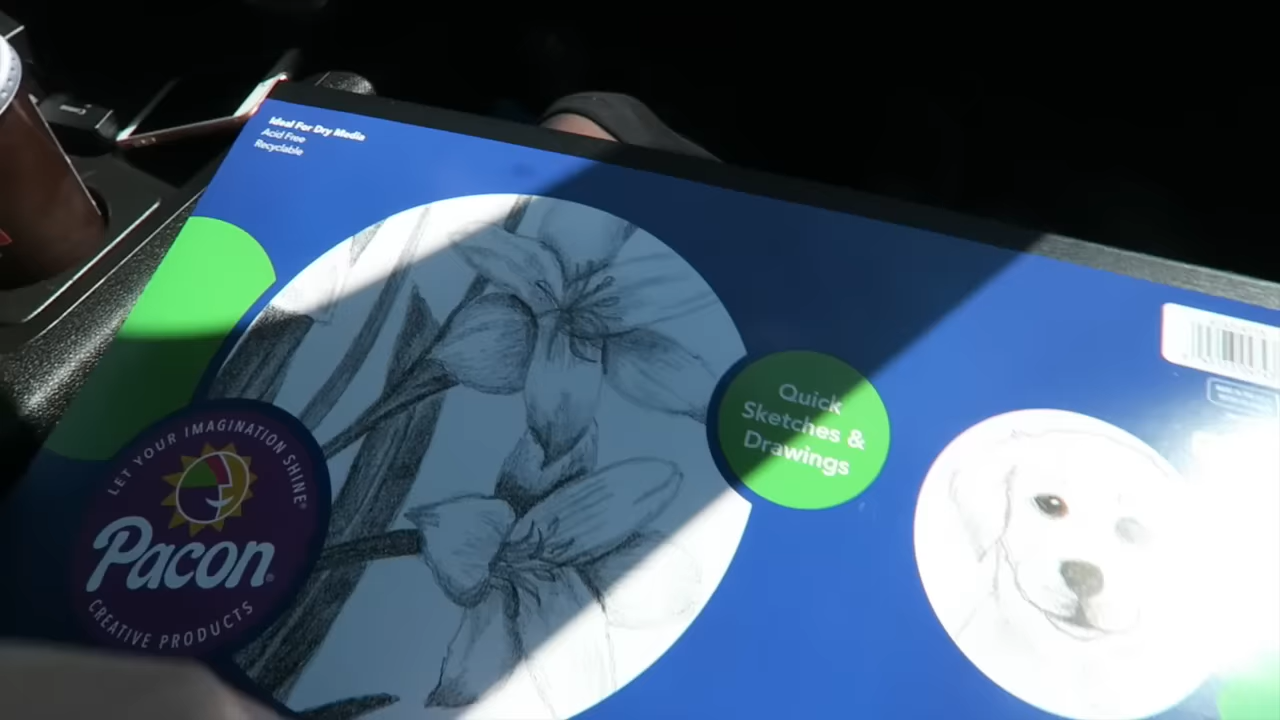 Ideal For Dry Media
Acid Free
Recyclable
Quick
Sketches &
Drawings
LET YOUR IMAGINATION SHINE®
Pacon®
CREATIVE PRODUCTS